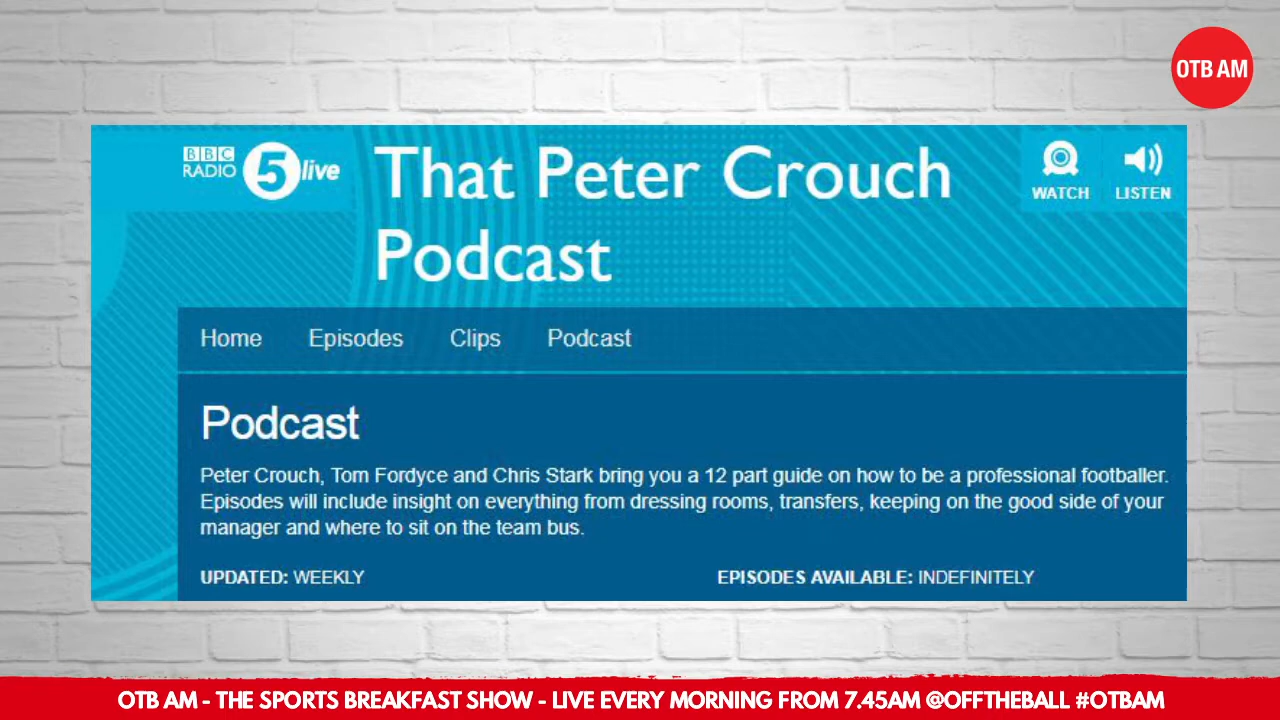 OTB AM
BBC
RADIO 5 live
That Peter Crouch
Podcast
WATCH
LISTEN
Home Episodes Clips Podcast
Podcast
Peter Crouch, Tom Fordyce and Chris Stark bring you a 12 part guide on how to be a professional footballer.
Episodes will include insight on everything from dressing rooms, transfers, keeping on the good side of your
manager and where to sit on the team bus.
UPDATED: WEEKLY
EPISODES AVAILABLE: INDEFINITELY
OTB AM - THE SPORTS BREAKFAST SHOW - LIVE EVERY MORNING FROM 7.45AM @OFFTHEBALL #OTBAM